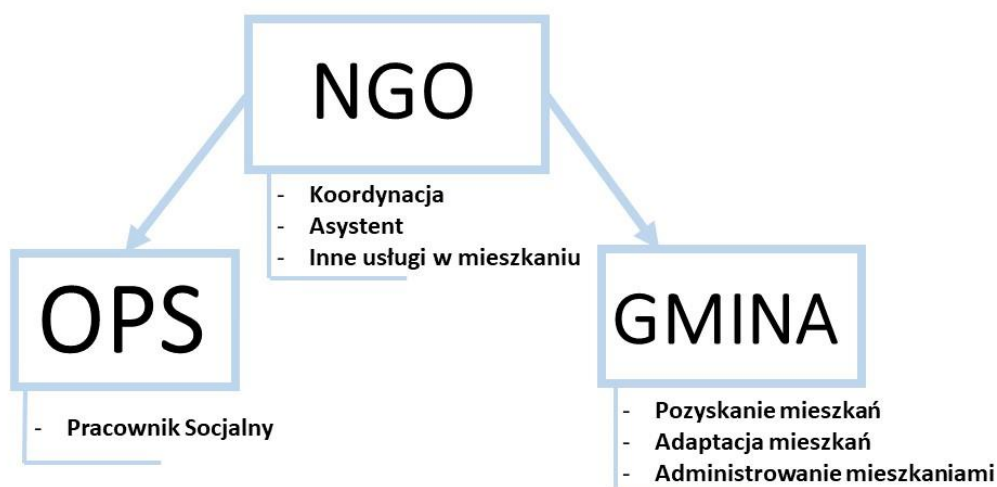 NGO
- Koordynacja
- Asystent
- Inne usługi w mieszkaniu
OPS
- Pracownik Socjalny
GMINA
- Pozyskanie mieszkań
- Adaptacja mieszkań
- Administrowanie mieszkaniami